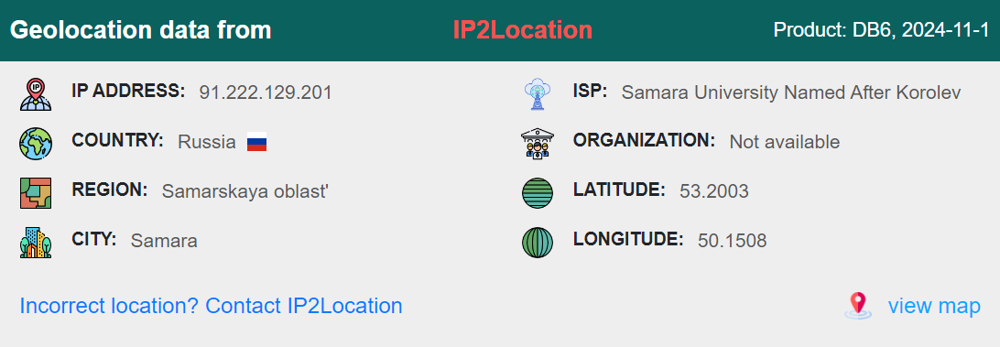 Geolocation data from IP2Location Product: DB6, 2024-11-1
IP
IP ADDRESS: 91.222.129.201
ISP: Samara University Named After Korolev
COUNTRY: Russia
ORGANIZATION: Not available
REGION: Samarskaya oblast'
LATITUDE: 53.2003
CITY: Samara
LONGITUDE: 50.1508
Incorrect location? Contact IP2Location
view map